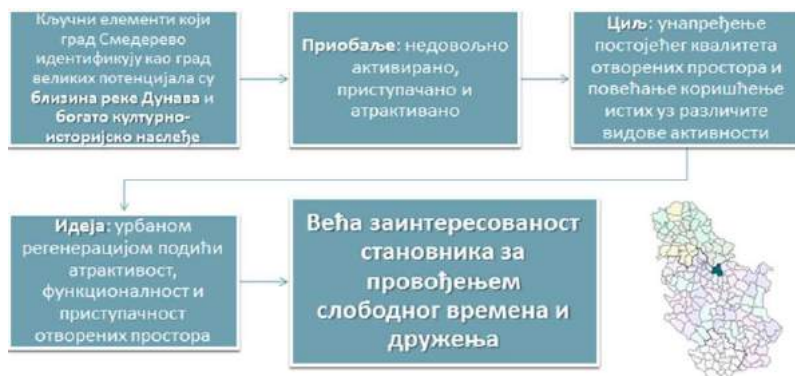 Кључни елементи који
град Смедерево
идентификују као град
великих потенцијала су
близина реке Дунава и
богато културно-
историјско наслеђе
Приобаље: недовољно
активирано,
приступачано и
атрактивано
Циљ: унапређење
постојећег квалитета
отворених простора и
повећање коришћење
истих уз различите
видове активности
Идеја: урбаном
регенерацијом подићи
атрактивост,
функционалност и
приступачност
отворених простора
Већа заинтересованост
становника за
провођењем
слободног времена и
дружења